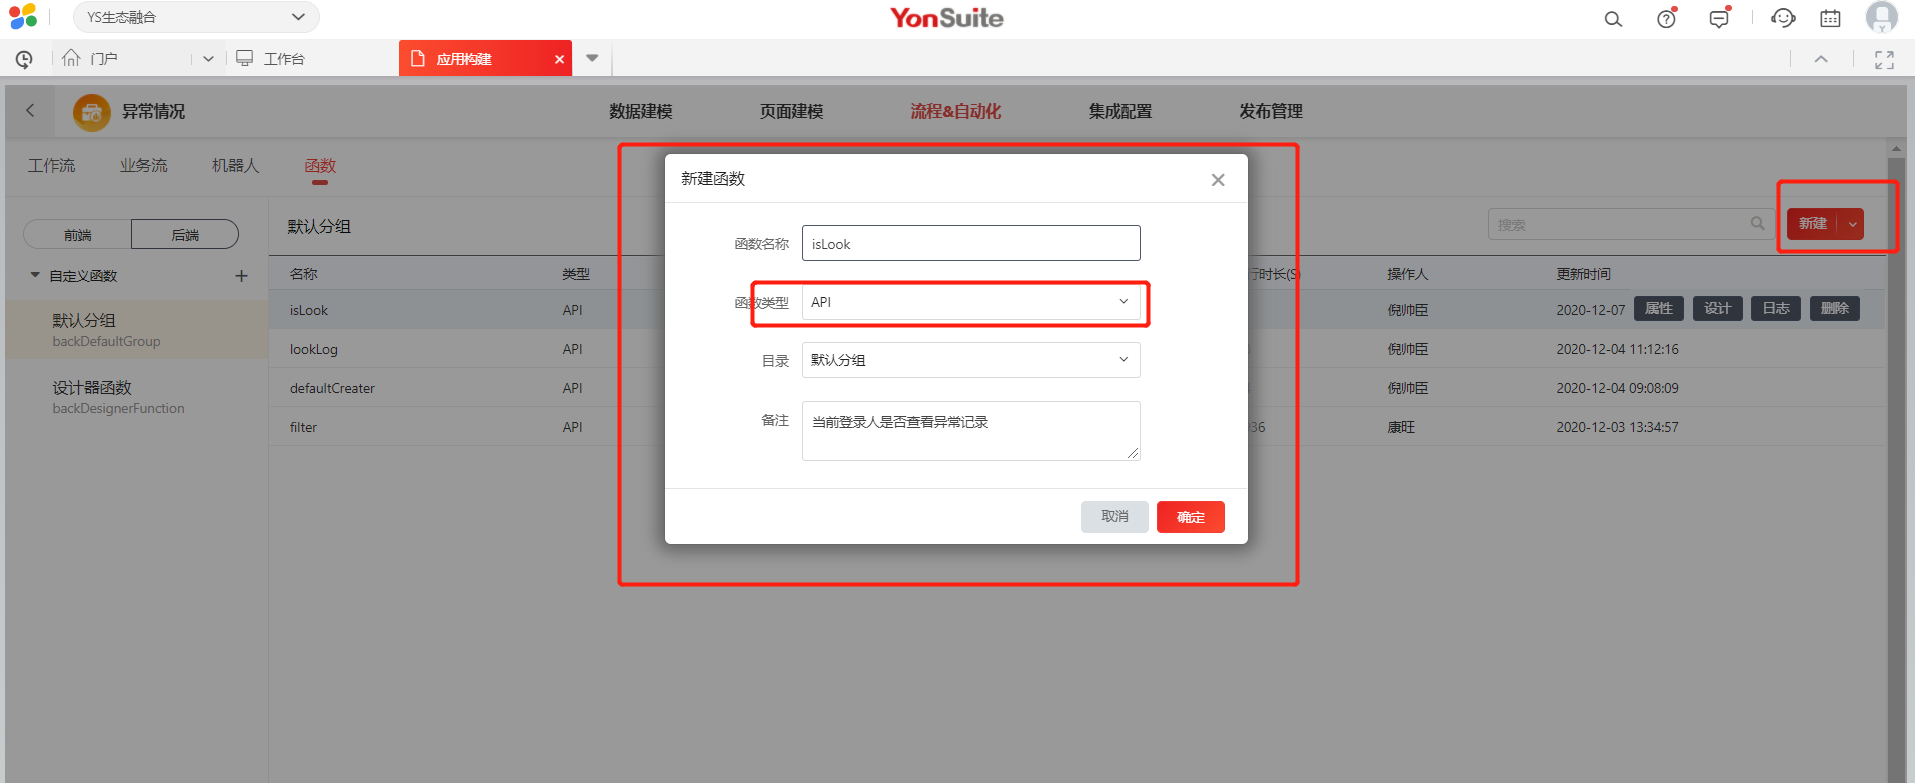 YS生态融合
YonSuite
门户
工作台
应用构建
异常情况
数据建模
页面建模
流程&自动化
集成配置
发布管理
工作流
业务流
机器人
函数
新建函数
前端
后端
默认分组
搜索
新建
函数名称
isLook
自定义函数
名称
类型
行时长(S)
操作人
更新时间
函数类型
API
默认分组
backDefaultGroup
isLook
API
倪帅臣
2020-12-07
属性
设计
日志
删除
lookLog
API
倪帅臣
2020-12-04 11:12:16
目录
默认分组
设计器函数
backDesignerFunction
defaultCreater
API
倪帅臣
2020-12-04 09:08:09
备注
当前登录人是否查看异常记录
filter
API
36
康旺
2020-12-03 13:34:57
取消
确定